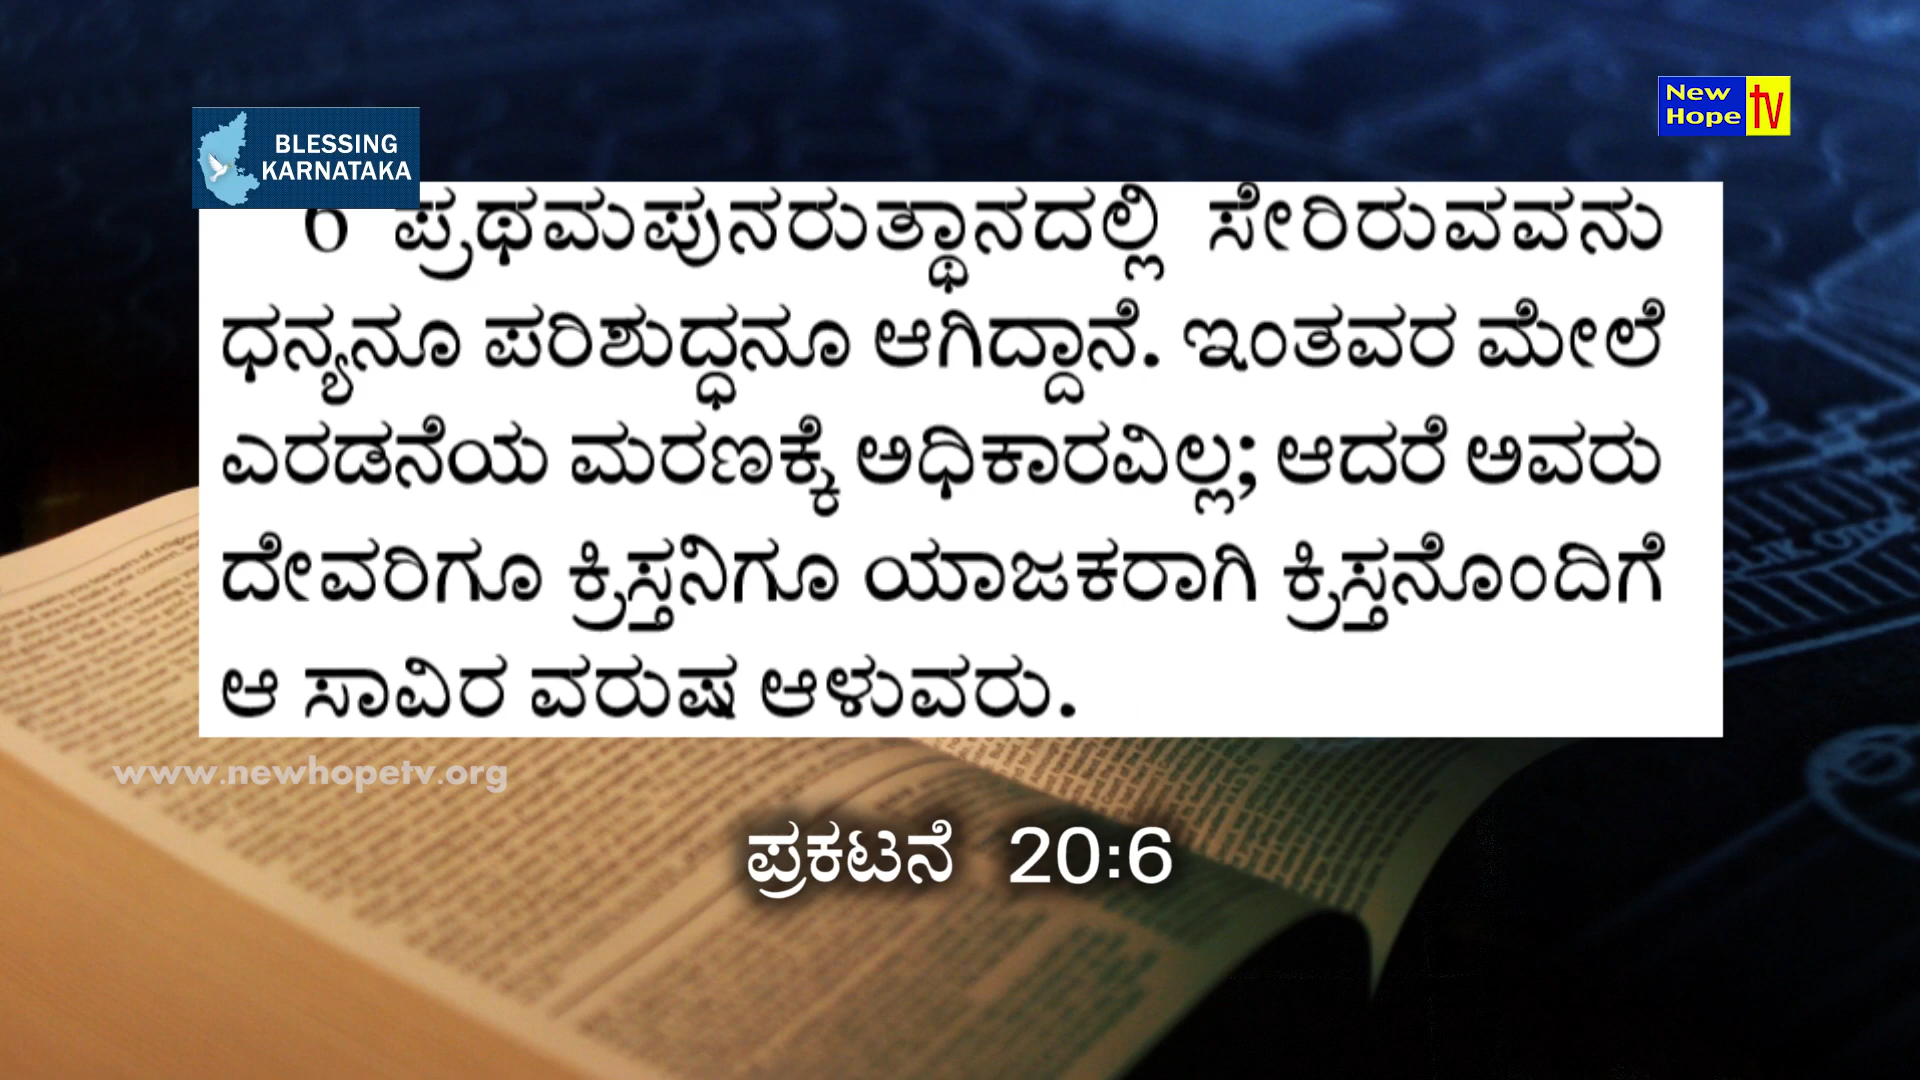 BLESSING
KARNATAKA
New
Hope
TV
6 ಪ್ರಥಮಪುನರುತ್ಥಾನದಲ್ಲಿ ಸೇರಿರುವವನು
ಧನ್ಯನೂ ಪರಿಶುದ್ಧನೂ ಆಗಿದ್ದಾನೆ. ಇಂತವರ ಮೇಲೆ
ಎರಡನೆಯ ಮರಣಕ್ಕೆ ಅಧಿಕಾರವಿಲ್ಲ; ಆದರೆ ಅವರು
ದೇವರಿಗೂ ಕ್ರಿಸ್ತನಿಗೂ ಯಾಜಕರಾಗಿ ಕ್ರಿಸ್ತನೊಂದಿಗೆ
ಆ ಸಾವಿರ ವರುಷ ಆಳುವರು.
www.newhopetv.org
ಪ್ರಕಟನೆ 20:6